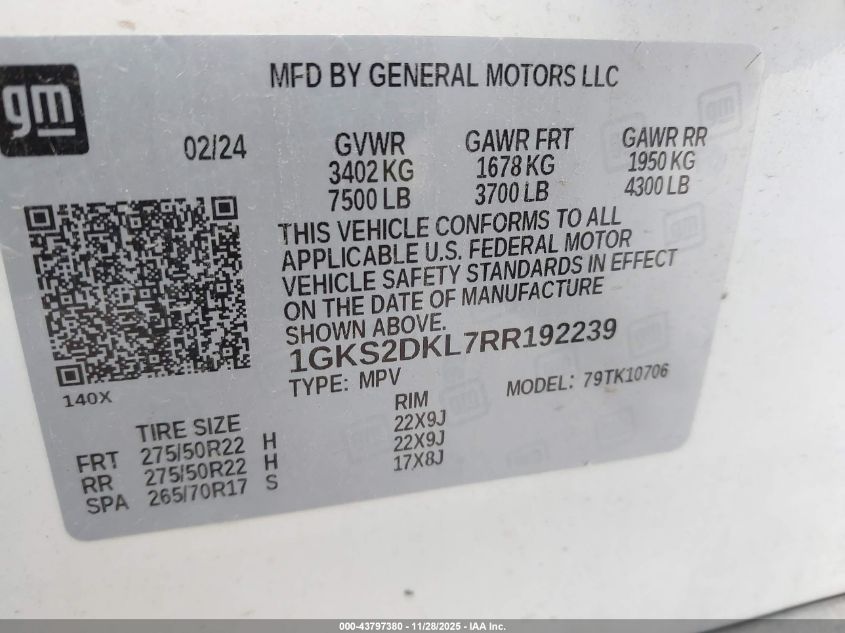 gm
MFD BY GENERAL MOTORS LLC
02/24
GVWR GAWR FRT GAWR RR
3402 KG 1678 KG 1950 KG
7500 LB 3700 LB 4300 LB
THIS VEHICLE CONFORMS TO ALL
APPLICABLE U.S. FEDERAL MOTOR
VEHICLE SAFETY STANDARDS IN EFFECT
ON THE DATE OF MANUFACTURE
SHOWN ABOVE.
1GKS2DKL7RR192239
TYPE: MPV MODEL: 79TK10706
140X
TIRE SIZE RIM
FRT 275/50R22 H 22X9J
RR 275/50R22 H 22X9J
SPA 265/70R17 S 17X8J
000-43797380 - 11/28/2025 - IAA Inc.